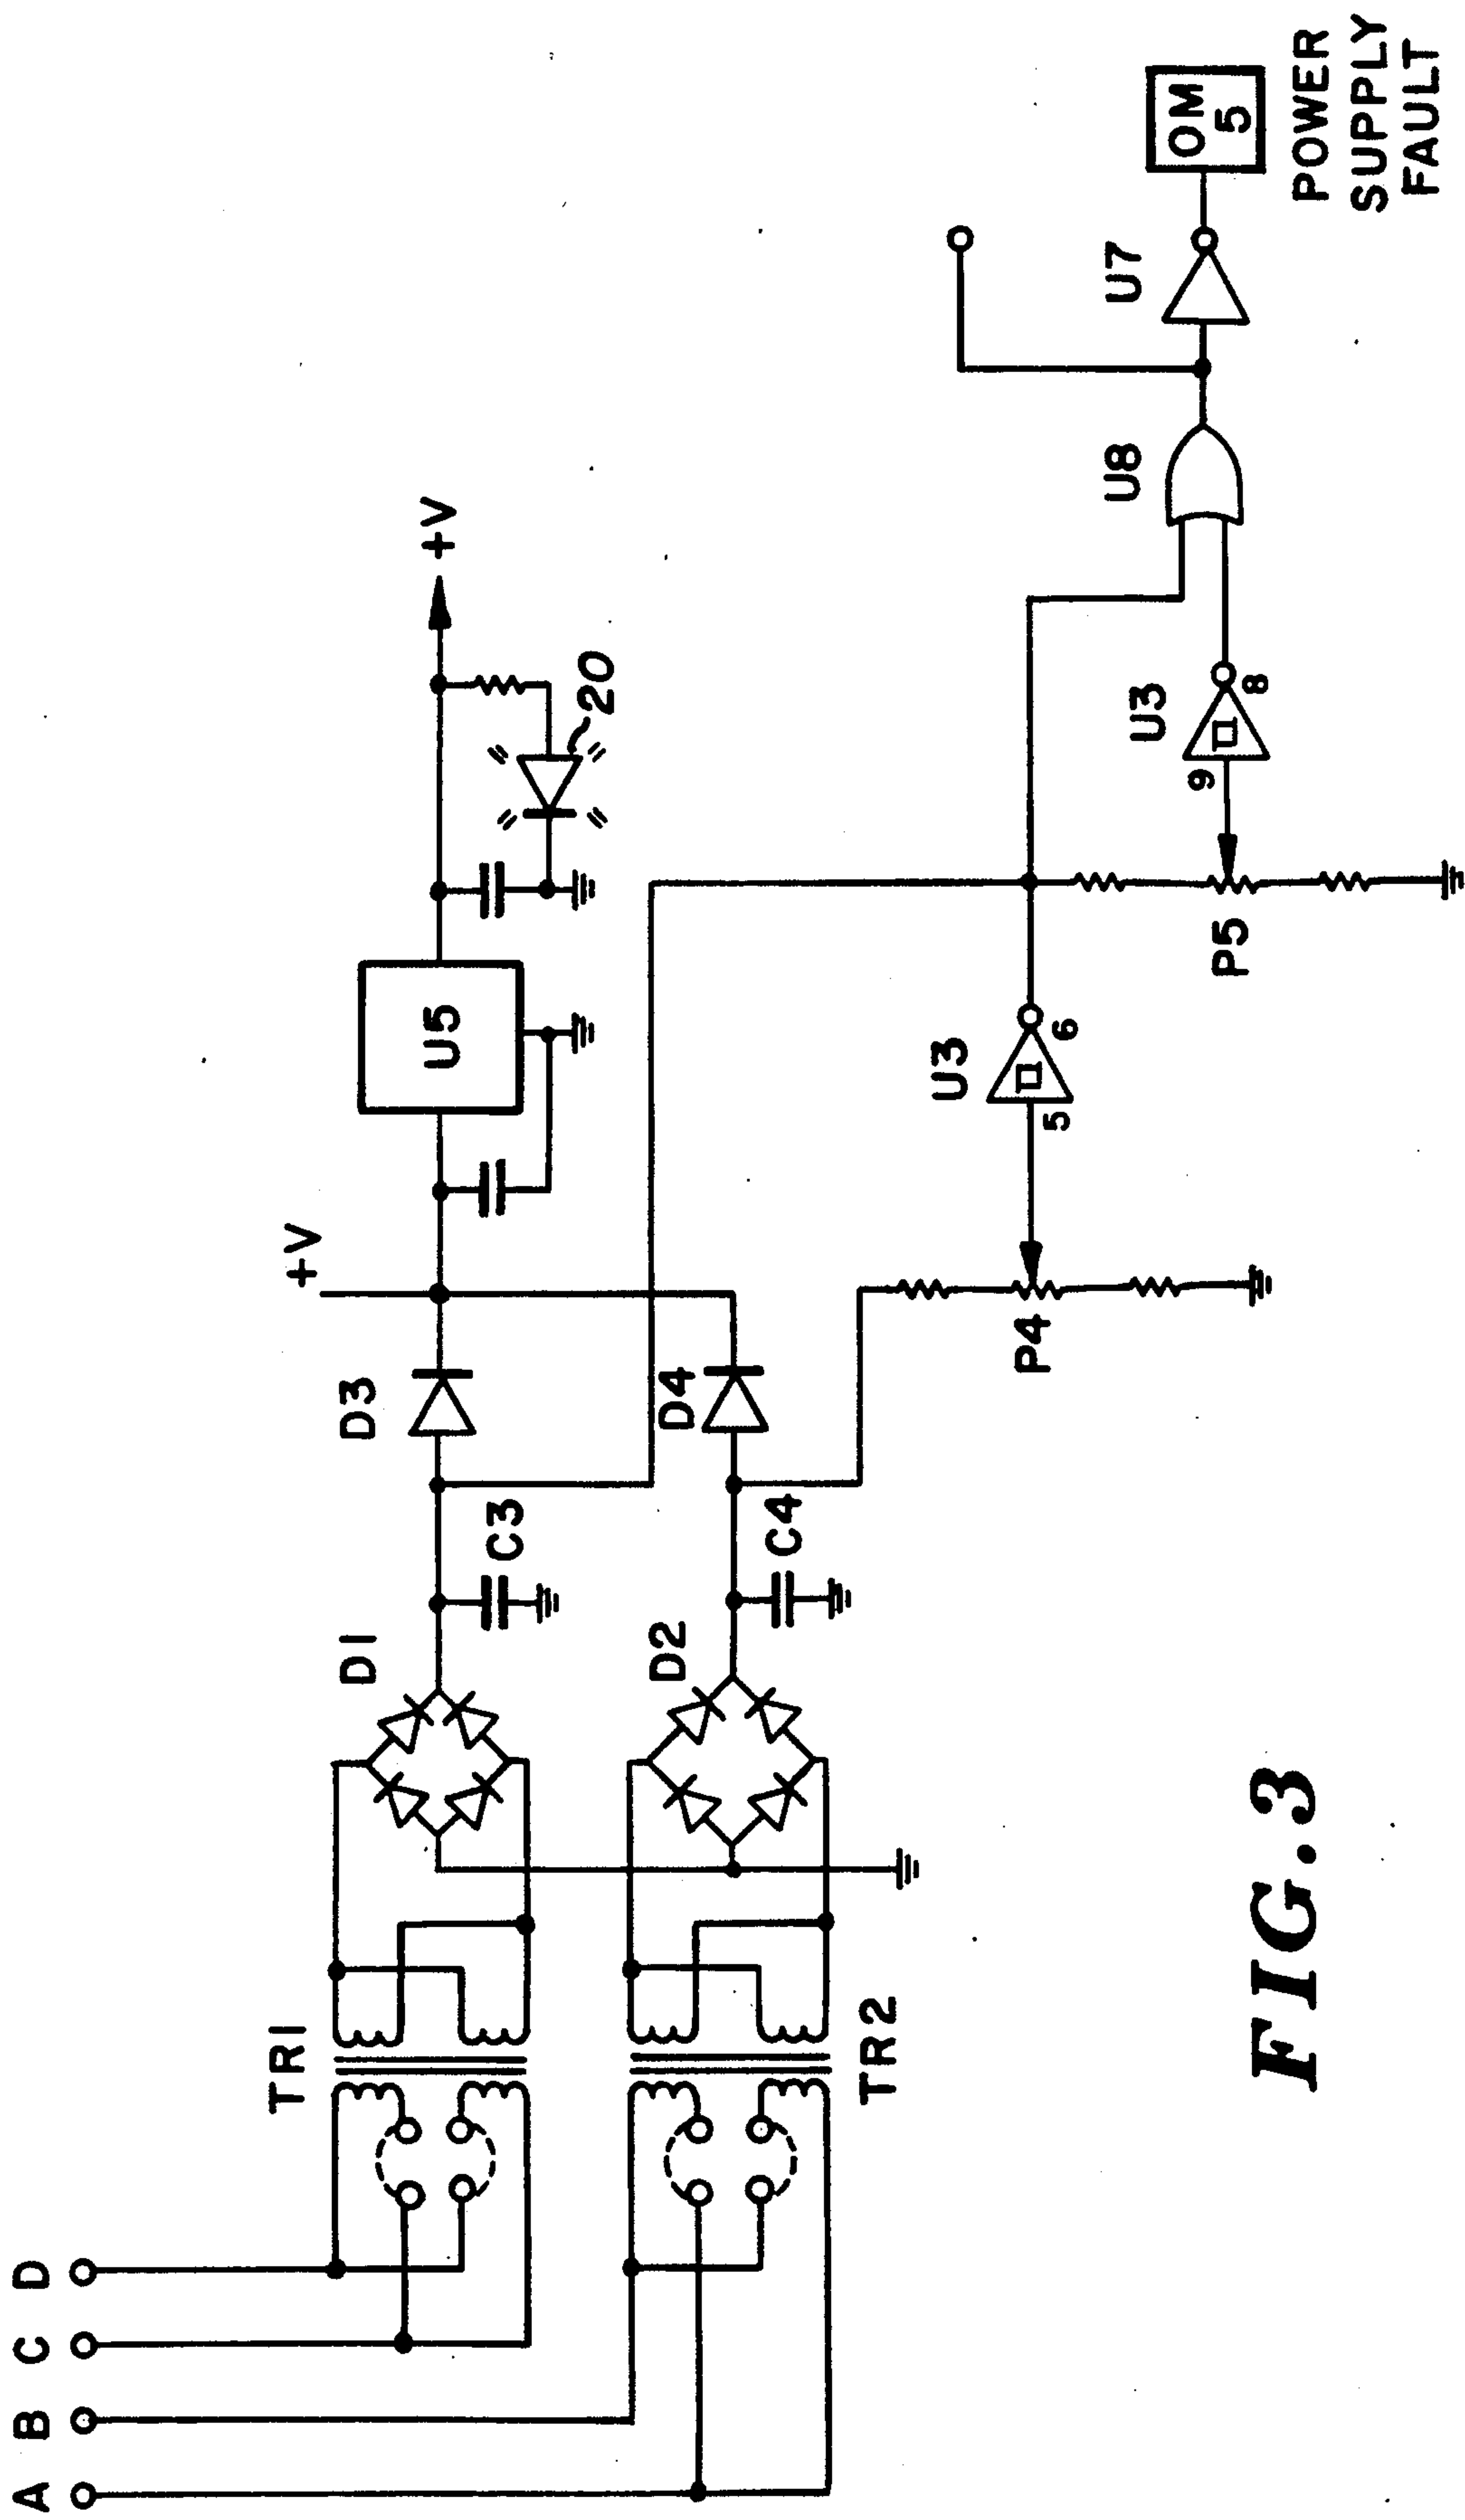 A B C D
TR1
TR2
D1
D2
C3
C4
D3
D4
+V
U5
+V
20
P4
U3
5
6
P5
U3
9
8
U8
U7
OM
5
POWER
SUPPLY
FAULT
FIG. 3